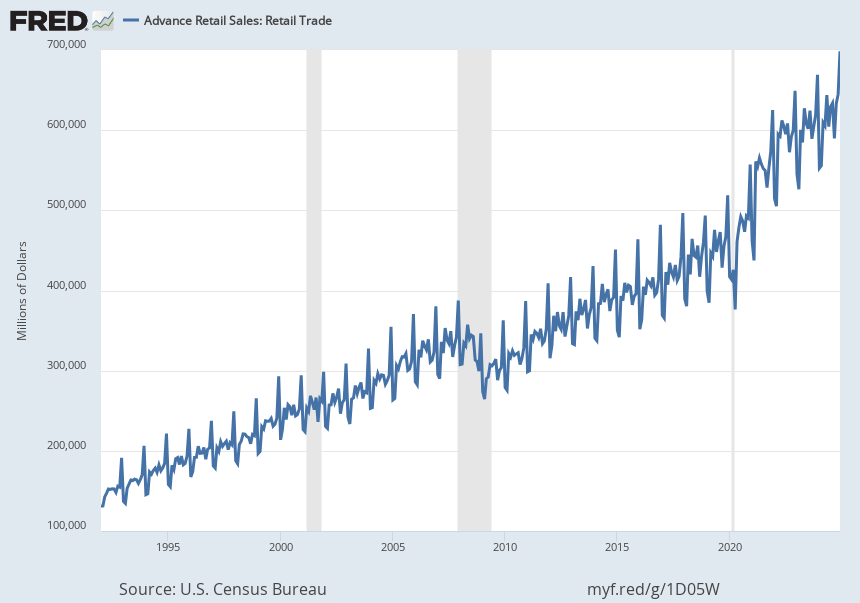 FRED Advance Retail Sales: Retail Trade
700,000
600,000
500,000
400,000
300,000
200,000
100,000
Millions of Dollars
1995 2000 2005 2010 2015 2020
Source: U.S. Census Bureau myf.red/g/1D05W